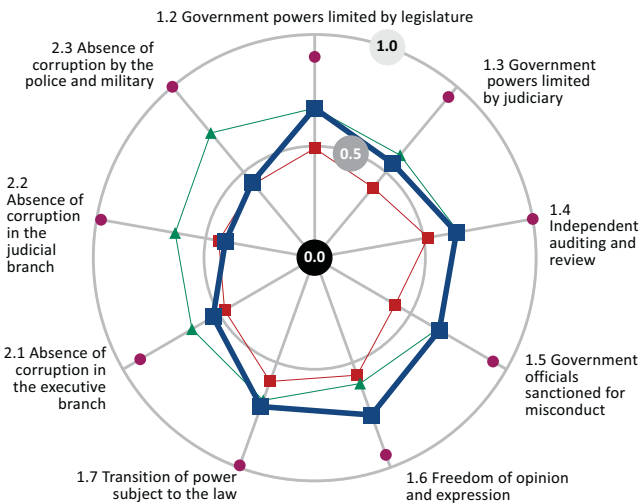 1.2 Government powers limited by legislature
2.3 Absence of
corruption by the
police and military
1.0
1.3 Government
powers limited
by judiciary
0.5
2.2
Absence of
corruption
in the
judicial
branch
1.4
Independent
auditing and
review
0.0
2.1 Absence of
corruption in
the executive
branch
1.5 Government
officials
sanctioned for
misconduct
1.7 Transition of power
subject to the law
1.6 Freedom of opinion
and expression